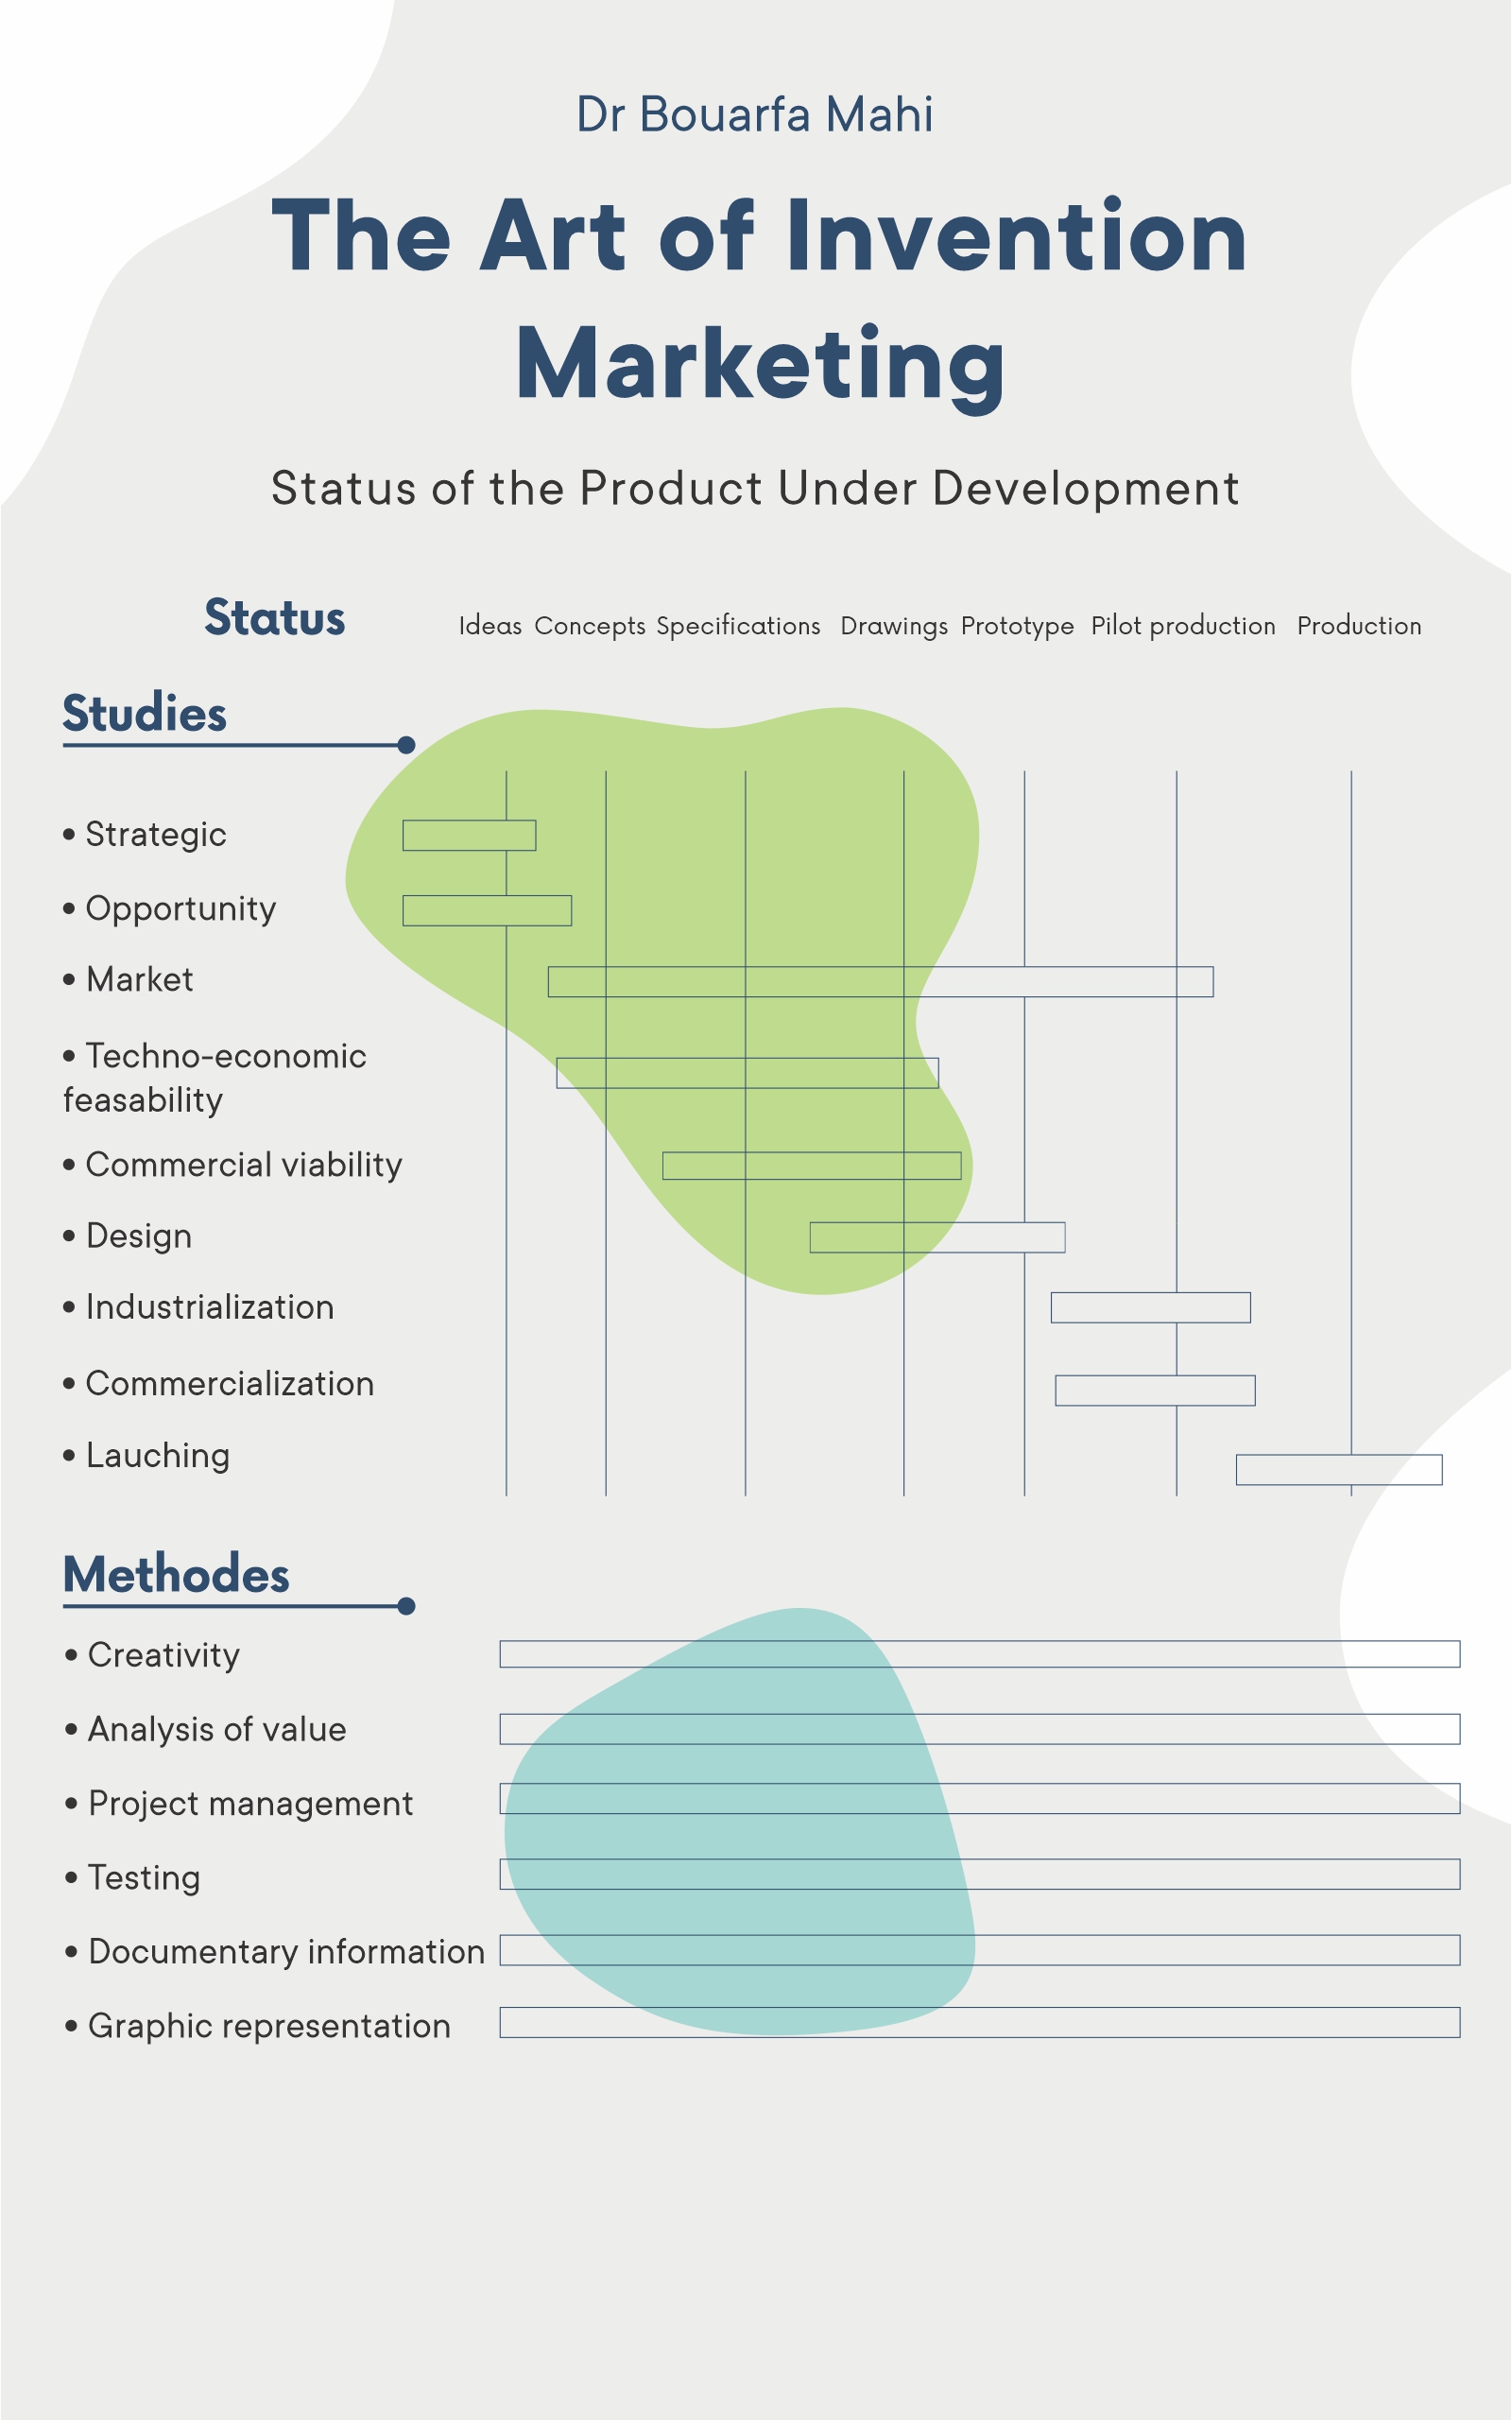 Dr Bouarfa Mahi
The Art of Invention
Marketing
Status of the Product Under Development
Status
Ideas Concepts Specifications Drawings Prototype Pilot production Production
Studies
• Strategic
• Opportunity
• Market
• Techno-economic
feasability
• Commercial viability
• Design
• Industrialization
• Commercialization
• Lauching
Methodes
• Creativity
• Analysis of value
• Project management
• Testing
• Documentary information
• Graphic representation